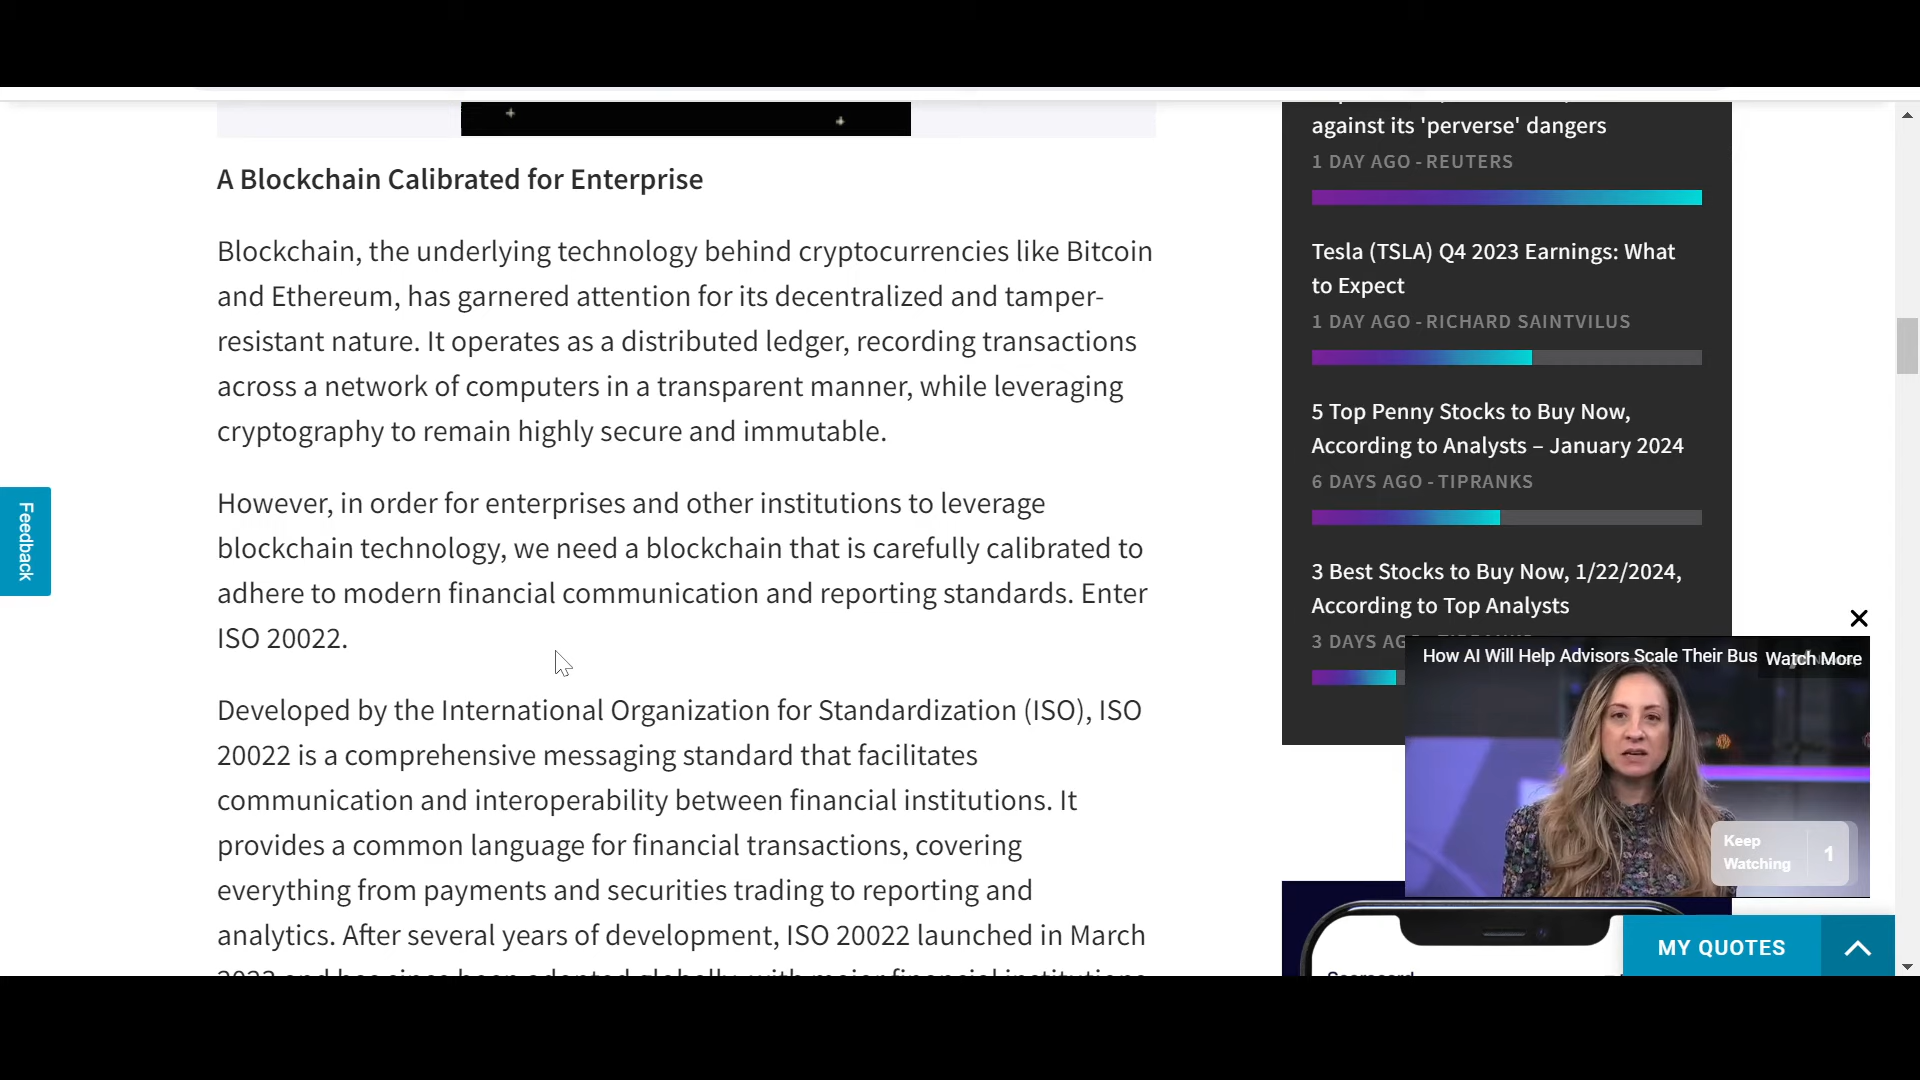 A Blockchain Calibrated for Enterprise
Blockchain, the underlying technology behind cryptocurrencies like Bitcoin
and Ethereum, has garnered attention for its decentralized and tamper-
resistant nature. It operates as a distributed ledger, recording transactions
across a network of computers in a transparent manner, while leveraging
cryptography to remain highly secure and immutable.
However, in order for enterprises and other institutions to leverage
blockchain technology, we need a blockchain that is carefully calibrated to
adhere to modern financial communication and reporting standards. Enter
ISO 20022.
Developed by the International Organization for Standardization (ISO), ISO
20022 is a comprehensive messaging standard that facilitates
communication and interoperability between financial institutions. It
provides a common language for financial transactions, covering
everything from payments and securities trading to reporting and
analytics. After several years of development, ISO 20022 launched in March
and has since been adopted globally, with major financial institutions
Feedback
against its 'perverse' dangers
1 DAY AGO - REUTERS
Tesla (TSLA) Q4 2023 Earnings: What
to Expect
1 DAY AGO - RICHARD SAINTVILUS
5 Top Penny Stocks to Buy Now,
According to Analysts – January 2024
6 DAYS AGO - TIPRANKS
3 Best Stocks to Buy Now, 1/22/2024,
According to Top Analysts
3 DAYS AG
How AI Will Help Advisors Scale Their Bus
Watch More
Keep
Watching
1
MY QUOTES